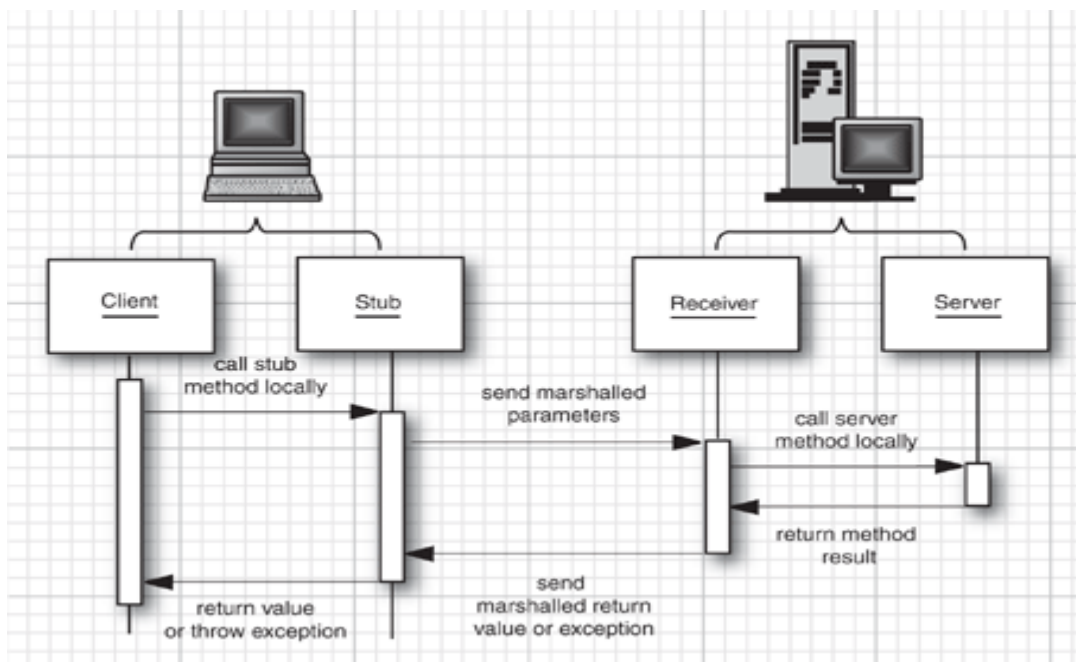 Client
Stub
Receiver
Server
call stub
method locally
send marshalled
parameters
call server
method locally
return method
result
send
marshalled return
value or exception
return value
or throw exception